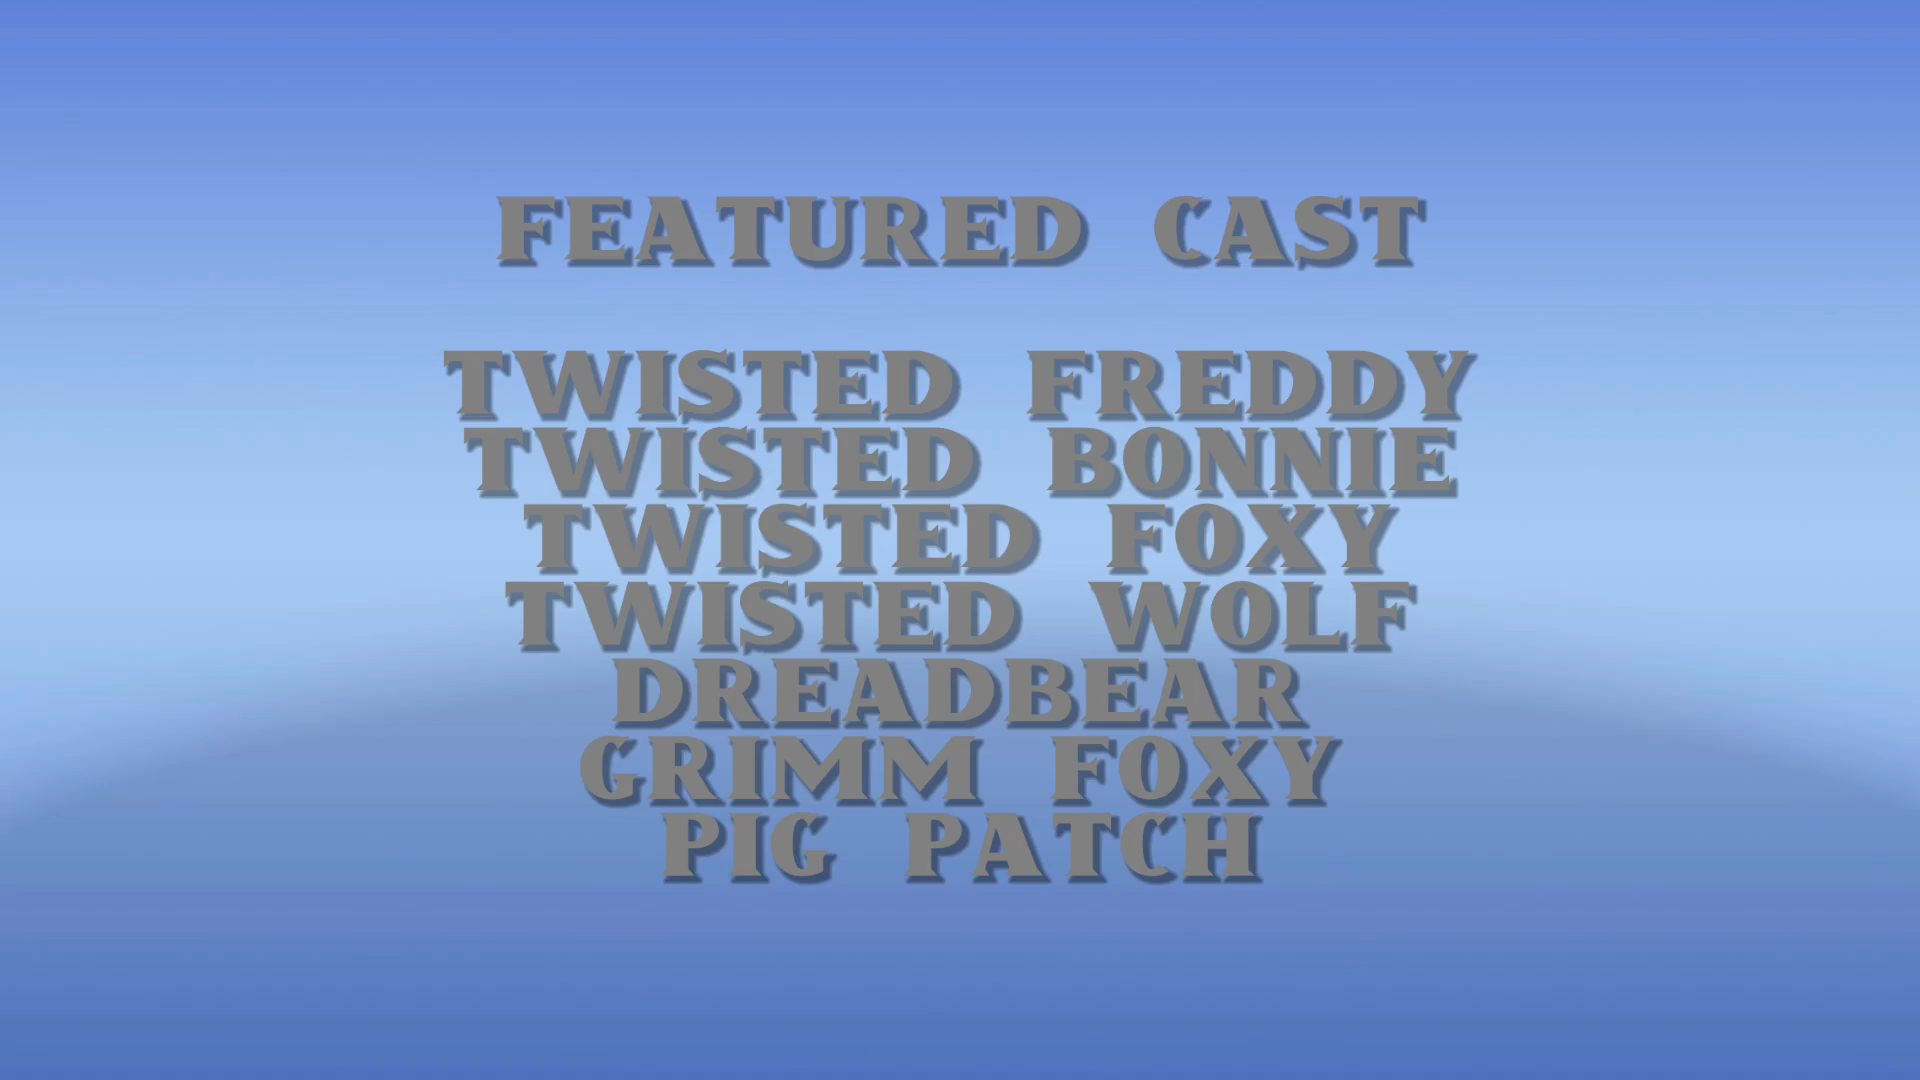 FEATURED CAST
TWISTED FREDDY
TWISTED BONNIE
TWISTED FOXY
TWISTED WOLF
DREADBEAR
GRIMM FOXY
PIG PATCH